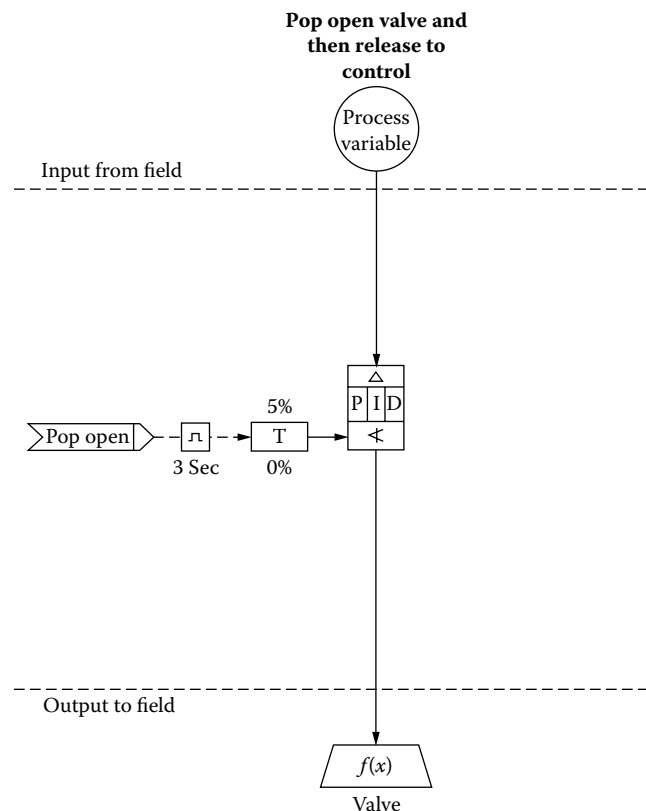 Pop open valve and
then release to
control
Process
variable
Input from field
P I D
5%
Pop open
T
3 Sec
0%
Output to field
f(x)
Valve